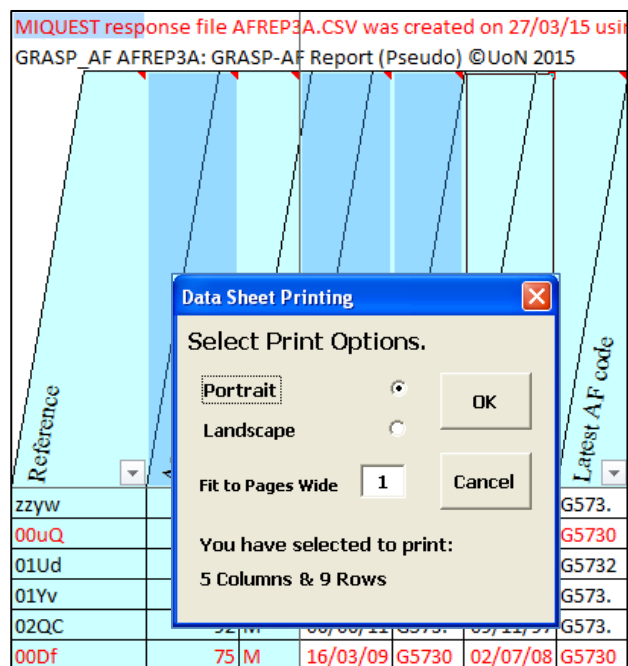 MIQUEST response file AFREP3A.CSV was created on 27/03/15 usi
GRASP_AF AFREP3A: GRASP-AF Report (Pseudo) ©UoN 2015
Reference
Latest AF code
Data Sheet Printing
Select Print Options.
Portrait
Landscape
OK
Fit to Pages Wide 1
Cancel
You have selected to print:
5 Columns & 9 Rows
zzyw G573.
00uQ G5730
01Ud G5732
01Yv G573.
02QC G573.
00Df 75 M 16/03/09 G5730 02/07/08 G5730